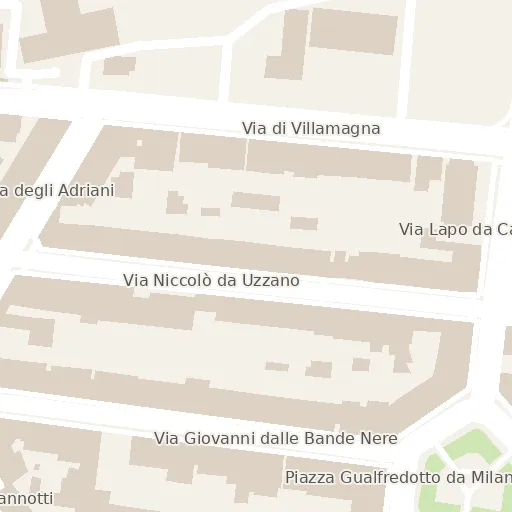 Via di Villamagna
a degli Adriani
Via Lapo da Ca
Via Niccolò da Uzzano
Via Giovanni dalle Bande Nere
Piazza Gualfredotto da Milan
annotti